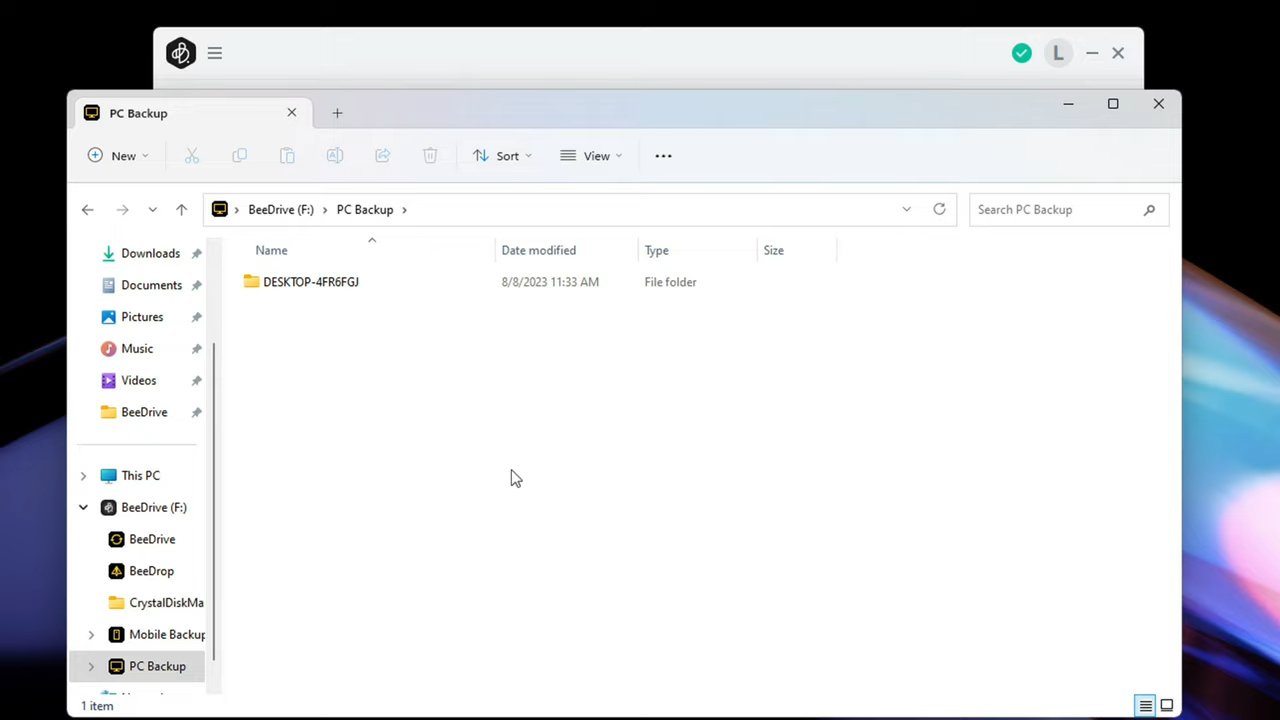 L
PC Backup
New
Sort
View
BeeDrive (F:)
PC Backup
Search PC Backup
Name
Date modified
Type
Size
DESKTOP-4FR6FGJ
8/8/2023 11:33 AM
File folder
Downloads
Documents
Pictures
Music
Videos
BeeDrive
This PC
BeeDrive (F:)
BeeDrive
BeeDrop
CrystalDiskMa
Mobile Backup
PC Backup
1 item